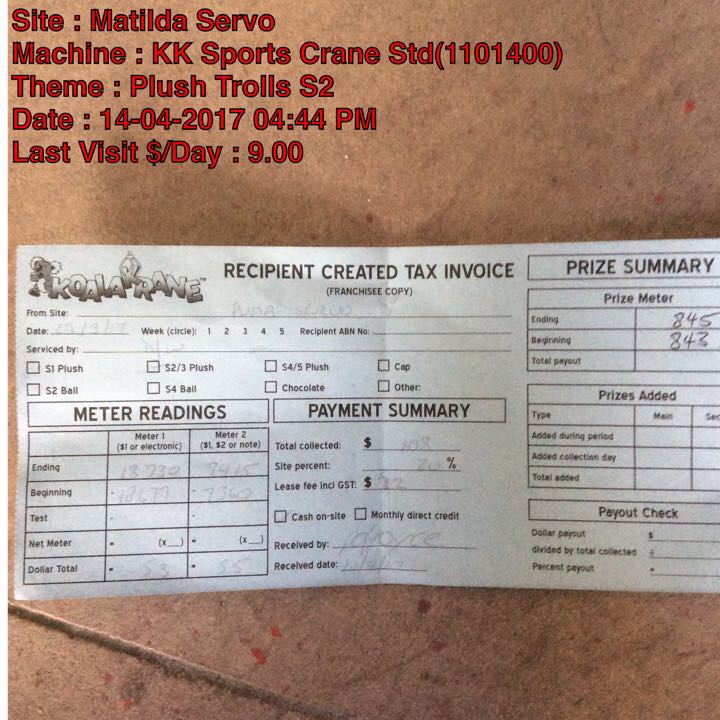 Site : Matilda Servo
Machine : KK Sports Crane Std(1101400)
Theme : Plush Trolls S2
Date : 14-04-2017 04:44 PM
Last Visit $/Day : 9.00
KOALAKRANE™
RECIPIENT CREATED TAX INVOICE
(FRANCHISEE COPY)
From Site:
Date: Week (circle): 1 2 3 4 5 Recipient ABN No:
Serviced by:
S1 Plush S2/3 Plush S4/5 Plush Cap
S2 Ball S4 Ball Chocolate Other:
METER READINGS
Meter 1 Meter 2
($1 or electronic) ($1, $2 or note)
Ending 18730
Beginning - 18677 -
Test - -
Net Meter = (x ) = (x )
Dollar Total = 53 = 55
PAYMENT SUMMARY
Total collected: $ 108
Site percent: 20 %
Lease fee incl GST: $ 22
Cash on-site Monthly direct credit
Received by:
Received date:
PRIZE SUMMARY
Prize Meter
Ending 845
Beginning 843
Total payout
Prizes Added
Type Main Sec
Added during period
Added collection day
Total added
Payout Check
Dollar payout $
divided by total collected ÷
Percent payout =